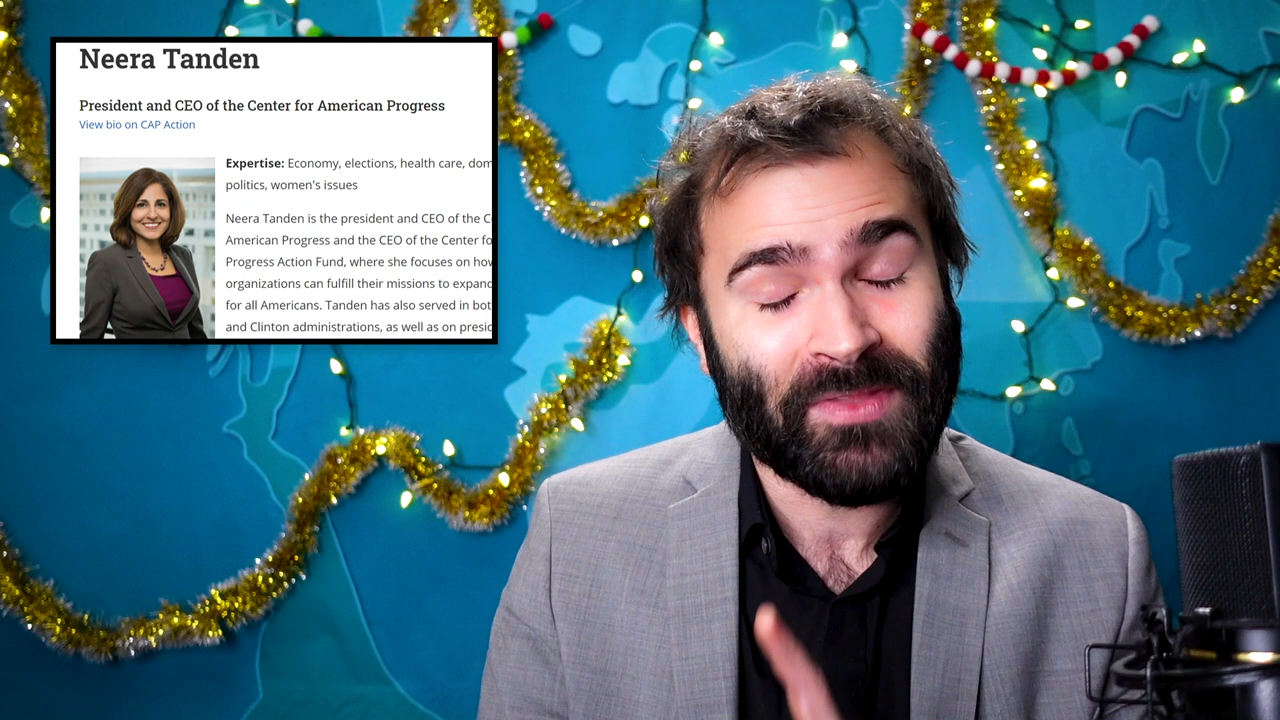 Neera Tanden
President and CEO of the Center for American Progress
View bio on CAP Action
Expertise: Economy, elections, health care, dom
politics, women's issues
Neera Tanden is the president and CEO of the C
American Progress and the CEO of the Center fo
Progress Action Fund, where she focuses on how
organizations can fulfill their missions to expand
for all Americans. Tanden has also served in bot
and Clinton administrations, as well as on presid